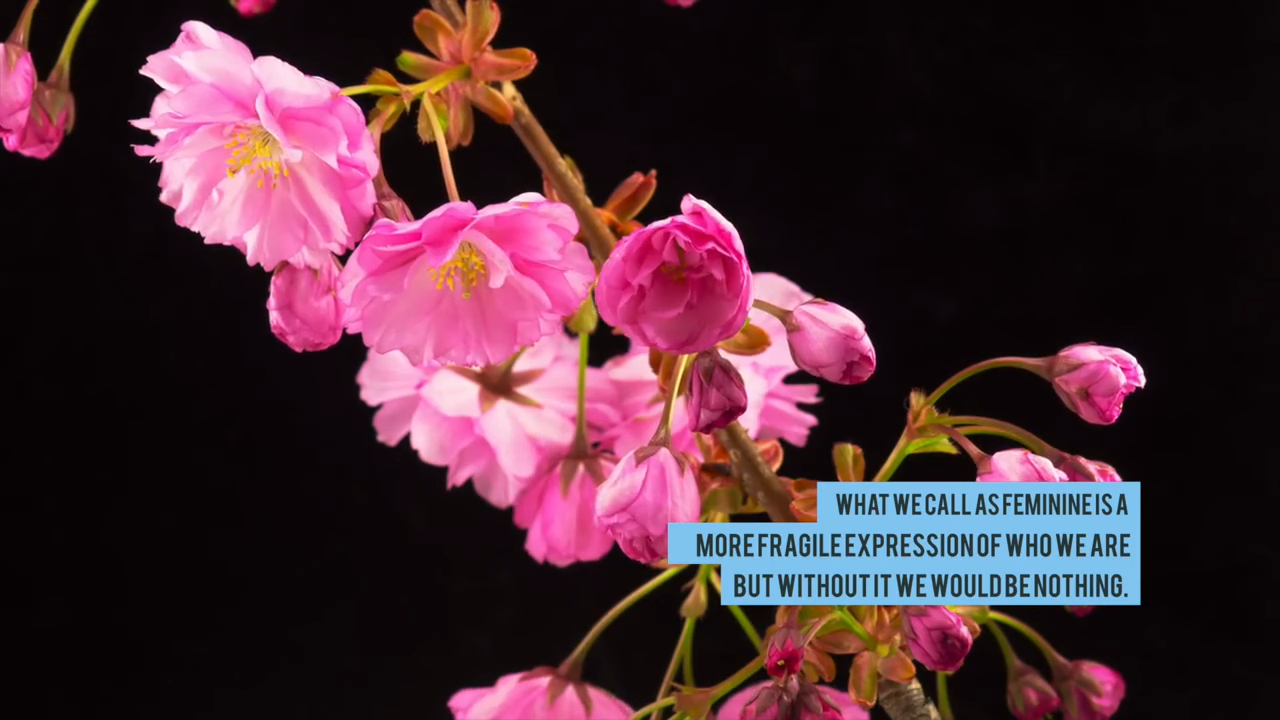 WHAT WE CALL AS FEMININE IS A
MORE FRAGILE EXPRESSION OF WHO WE ARE
BUT WITHOUT IT WE WOULD BE NOTHING.